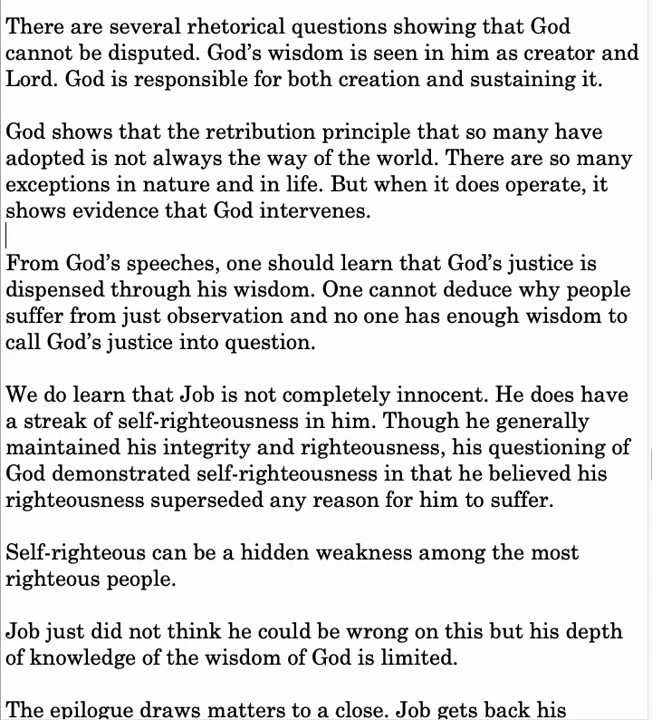 There are several rhetorical questions showing that God
cannot be disputed. God’s wisdom is seen in him as creator and
Lord. God is responsible for both creation and sustaining it.
God shows that the retribution principle that so many have
adopted is not always the way of the world. There are so many
exceptions in nature and in life. But when it does operate, it
shows evidence that God intervenes.
From God’s speeches, one should learn that God’s justice is
dispensed through his wisdom. One cannot deduce why people
suffer from just observation and no one has enough wisdom to
call God’s justice into question.
We do learn that Job is not completely innocent. He does have
a streak of self-righteousness in him. Though he generally
maintained his integrity and righteousness, his questioning of
God demonstrated self-righteousness in that he believed his
righteousness superseded any reason for him to suffer.
Self-righteous can be a hidden weakness among the most
righteous people.
Job just did not think he could be wrong on this but his depth
of knowledge of the wisdom of God is limited.
The epilogue draws matters to a close. Job gets back his